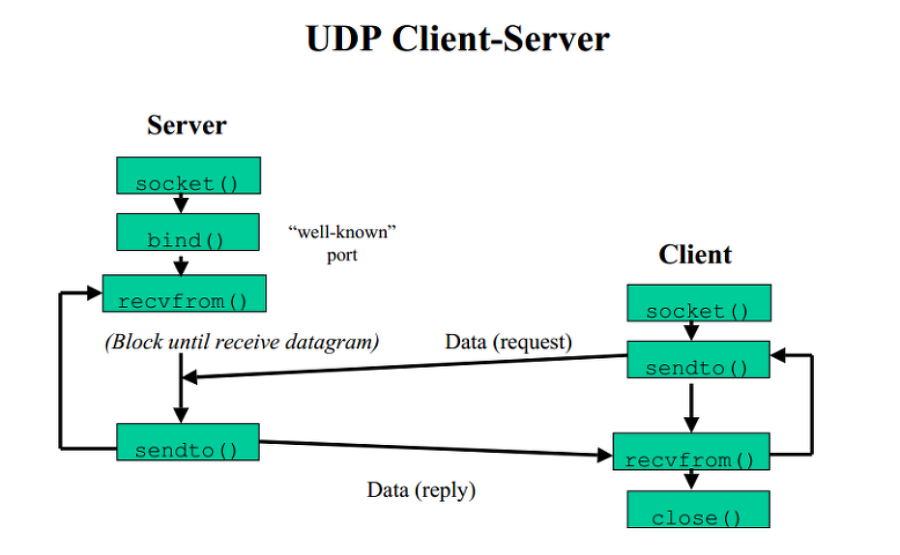 UDP Client-Server
Server
socket()
bind()
“well-known”
port
recvfrom()
(Block until receive datagram)
sendto()
Data (request)
Data (reply)
Client
socket()
sendto()
recvfrom()
close()